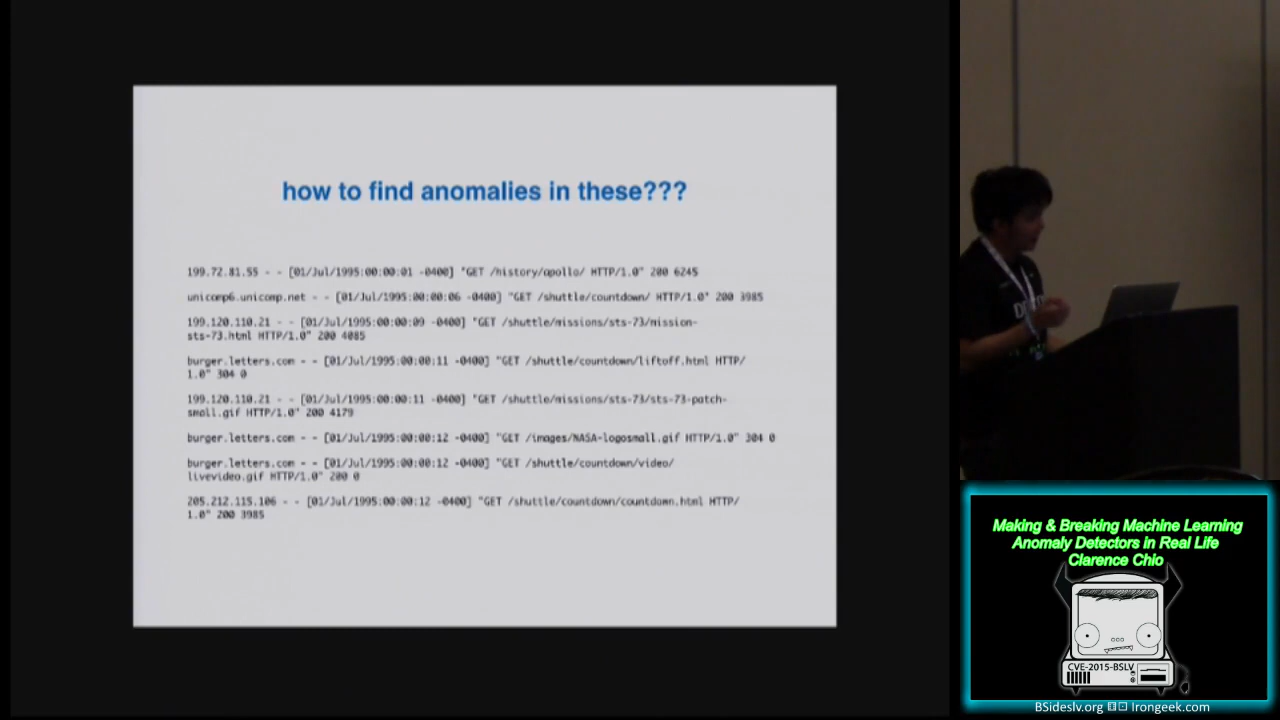 how to find anomalies in these???
199.72.81.55 - - [01/Jul/1995:00:00:01 -0400] "GET /history/apollo/ HTTP/1.0" 200 6245
unicomp6.unicomp.net - - [01/Jul/1995:00:00:06 -0400] "GET /shuttle/countdown/ HTTP/1.0" 200 3985
199.120.110.21 - - [01/Jul/1995:00:00:09 -0400] "GET /shuttle/missions/sts-73/mission-
sts-73.html HTTP/1.0" 200 4085
burger.letters.com - - [01/Jul/1995:00:00:11 -0400] "GET /shuttle/countdown/liftoff.html HTTP/
1.0" 304 0
199.120.110.21 - - [01/Jul/1995:00:00:11 -0400] "GET /shuttle/missions/sts-73/sts-73-patch-
small.gif HTTP/1.0" 200 4179
burger.letters.com - - [01/Jul/1995:00:00:12 -0400] "GET /images/NASA-logosmall.gif HTTP/1.0" 304 0
burger.letters.com - - [01/Jul/1995:00:00:12 -0400] "GET /shuttle/countdown/video/
livevideo.gif HTTP/1.0" 200 0
205.212.115.106 - - [01/Jul/1995:00:00:12 -0400] "GET /shuttle/countdown/countdown.html HTTP/
1.0" 200 3985
Making & Breaking Machine Learning
Anomaly Detectors in Real Life
Clarence Chio
CVE-2015-BSLV
BSideslv.org Irongeek.com